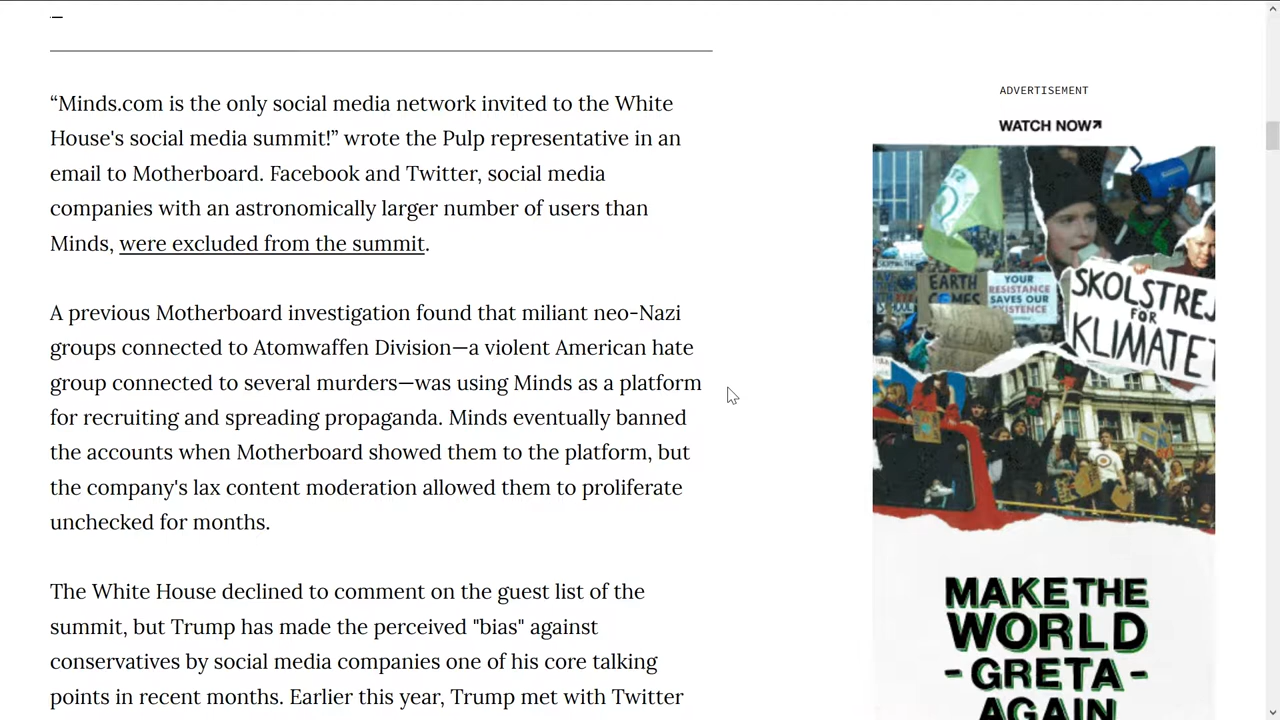 “Minds.com is the only social media network invited to the White
House's social media summit!” wrote the Pulp representative in an
email to Motherboard. Facebook and Twitter, social media
companies with an astronomically larger number of users than
Minds, were excluded from the summit.
A previous Motherboard investigation found that miliant neo-Nazi
groups connected to Atomwaffen Division—a violent American hate
group connected to several murders—was using Minds as a platform
for recruiting and spreading propaganda. Minds eventually banned
the accounts when Motherboard showed them to the platform, but
the company's lax content moderation allowed them to proliferate
unchecked for months.
The White House declined to comment on the guest list of the
summit, but Trump has made the perceived "bias" against
conservatives by social media companies one of his core talking
points in recent months. Earlier this year, Trump met with Twitter
ADVERTISEMENT
WATCH NOW↗
EARTH
YOUR
RESISTANCE
SAVES OUR
EXISTENCE
SKOLSTREJ
FOR
KLIMATET
MAKE THE
WORLD
- GRETA -
AGAIN